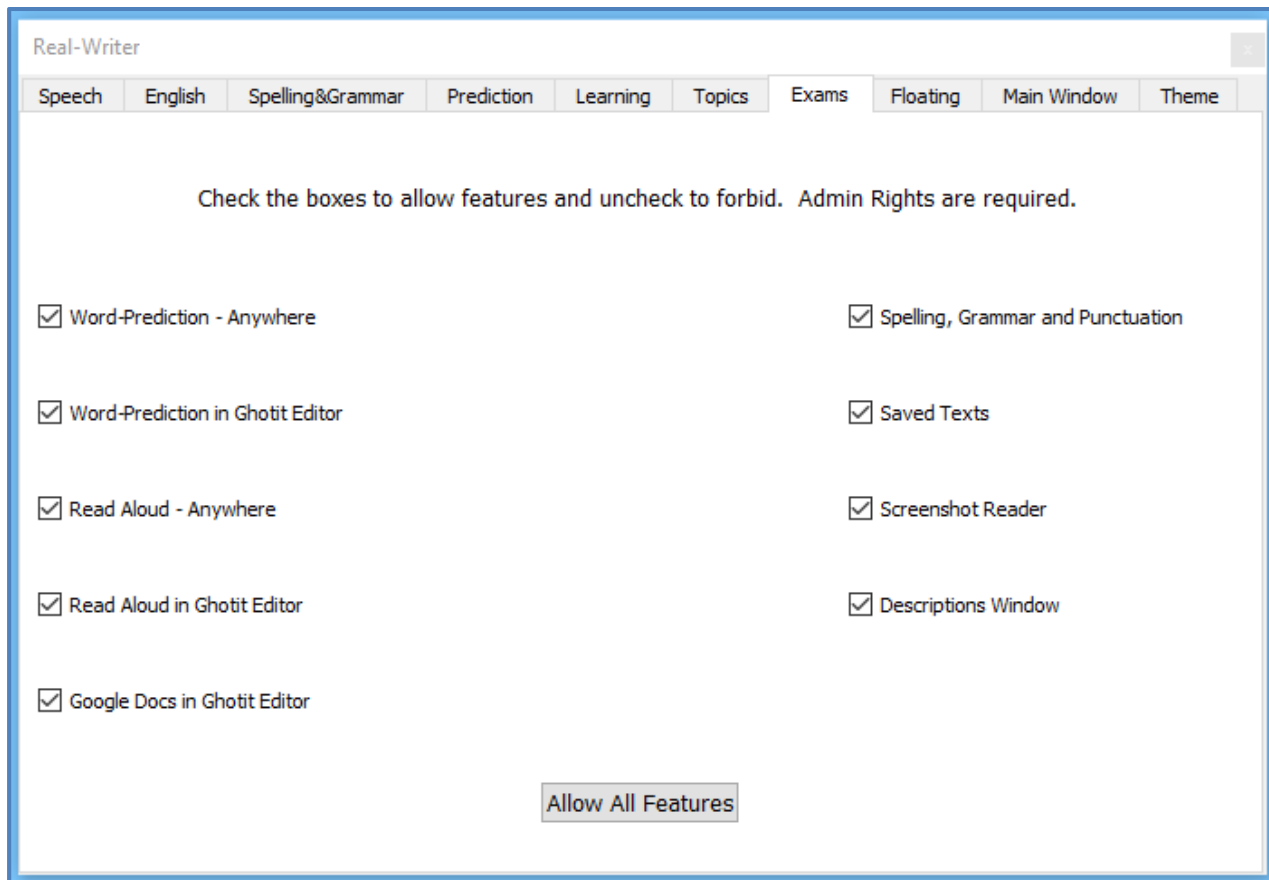 Real-Writer
x
Speech English Spelling&Grammar Prediction Learning Topics Exams Floating Main Window Theme
Check the boxes to allow features and uncheck to forbid. Admin Rights are required.
Word-Prediction - Anywhere
Spelling, Grammar and Punctuation
Word-Prediction in Ghotit Editor
Saved Texts
Read Aloud - Anywhere
Screenshot Reader
Read Aloud in Ghotit Editor
Descriptions Window
Google Docs in Ghotit Editor
Allow All Features